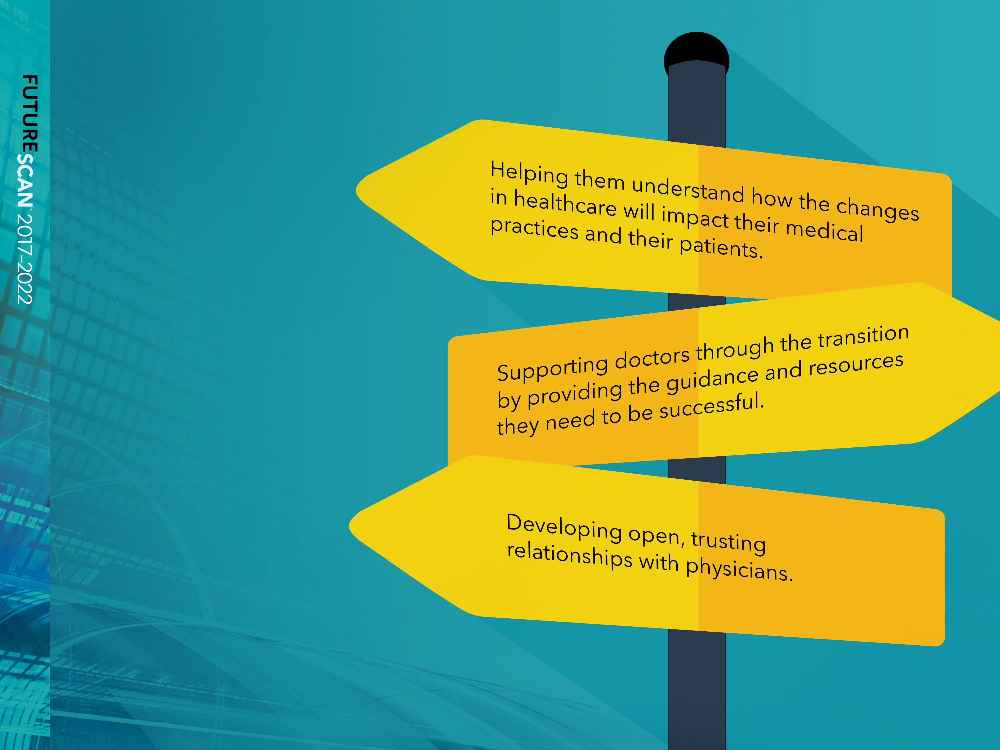 FUTURESCAN™ 2017–2022
Helping them understand how the changes
in healthcare will impact their medical
practices and their patients.
Supporting doctors through the transition
by providing the guidance and resources
they need to be successful.
Developing open, trusting
relationships with physicians.